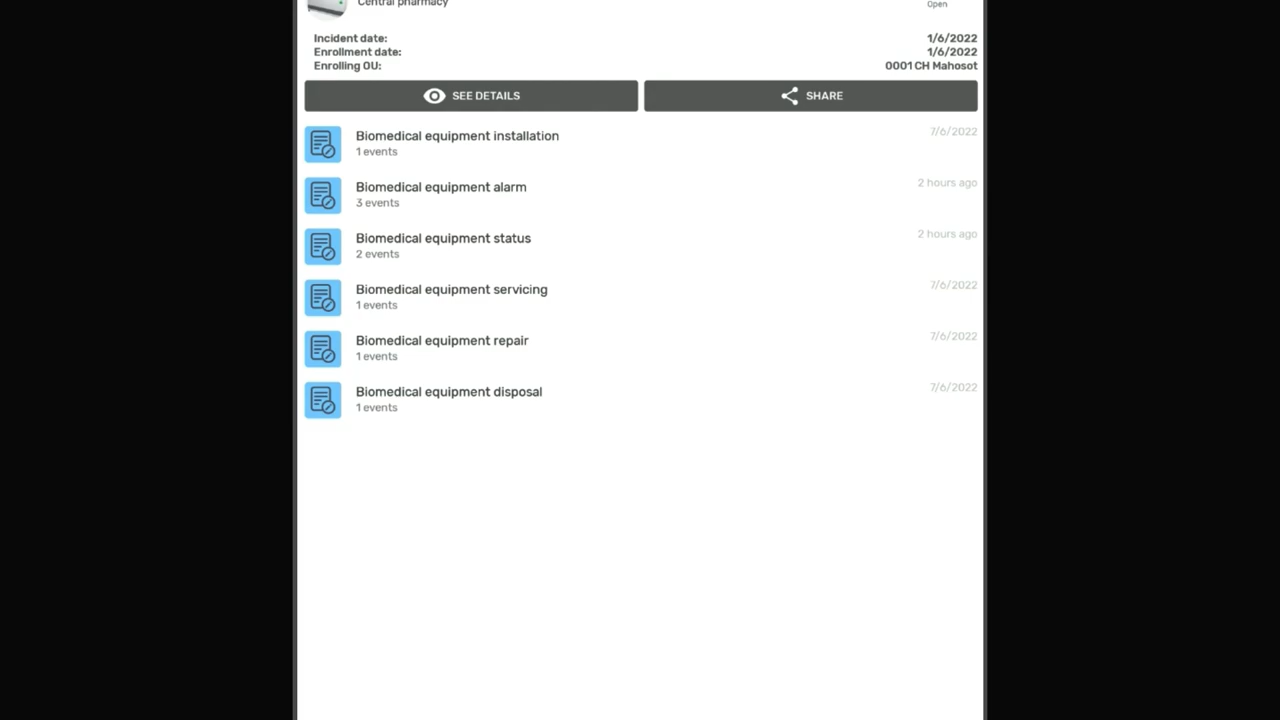 Central pharmacy
Open
Incident date: 1/6/2022
Enrollment date: 1/6/2022
Enrolling OU: 0001 CH Mahosot
SEE DETAILS SHARE
Biomedical equipment installation 7/6/2022
1 events
Biomedical equipment alarm 2 hours ago
3 events
Biomedical equipment status 2 hours ago
2 events
Biomedical equipment servicing 7/6/2022
1 events
Biomedical equipment repair 7/6/2022
1 events
Biomedical equipment disposal 7/6/2022
1 events